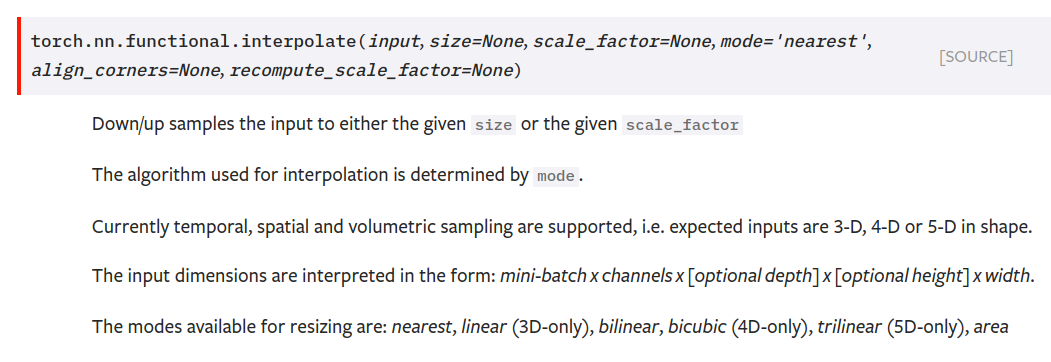 torch.nn.functional.interpolate(input, size=None, scale_factor=None, mode='nearest',
align_corners=None, recompute_scale_factor=None)
[SOURCE]
Down/up samples the input to either the given size or the given scale_factor
The algorithm used for interpolation is determined by mode.
Currently temporal, spatial and volumetric sampling are supported, i.e. expected inputs are 3-D, 4-D or 5-D in shape.
The input dimensions are interpreted in the form: mini-batch x channels x [optional depth] x [optional height] x width.
The modes available for resizing are: nearest, linear (3D-only), bilinear, bicubic (4D-only), trilinear (5D-only), area